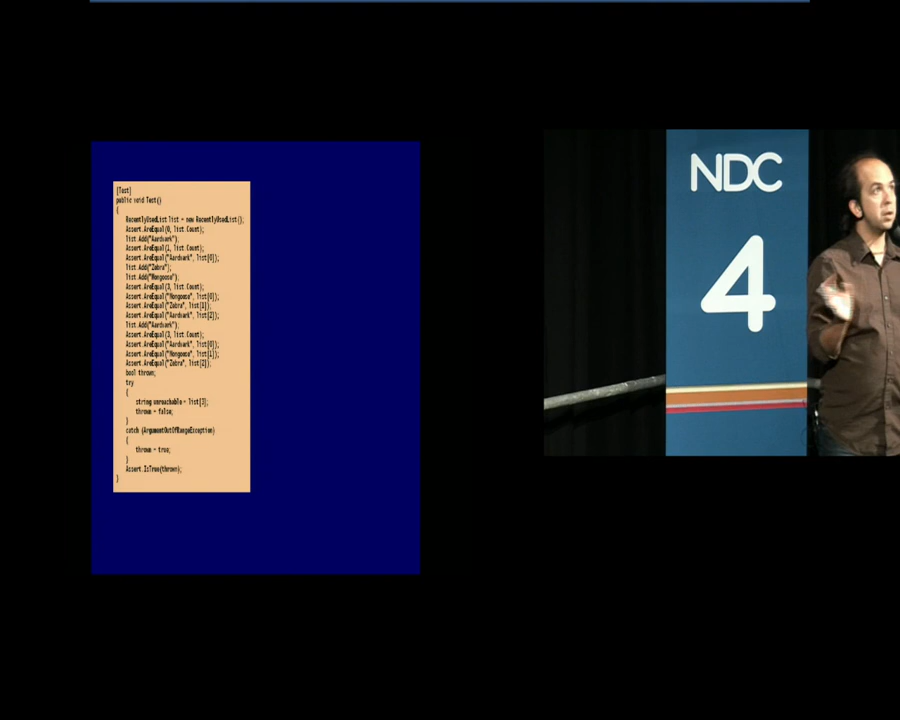 [Test]
public void Test()
{
RecentlyUsedList list = new RecentlyUsedList();
Assert.AreEqual(0, list.Count);
list.Add("Aardvark");
Assert.AreEqual(1, list.Count);
Assert.AreEqual("Aardvark", list[0]);
list.Add("Zebra");
list.Add("Mongoose");
Assert.AreEqual(3, list.Count);
Assert.AreEqual("Mongoose", list[0]);
Assert.AreEqual("Zebra", list[1]);
Assert.AreEqual("Aardvark", list[2]);
list.Add("Aardvark");
Assert.AreEqual(3, list.Count);
Assert.AreEqual("Aardvark", list[0]);
Assert.AreEqual("Mongoose", list[1]);
Assert.AreEqual("Zebra", list[2]);
bool thrown;
try
{
string unreachable = list[3];
thrown = false;
}
catch (ArgumentOutOfRangeException)
{
thrown = true;
}
Assert.IsTrue(thrown);
}
NDC
4